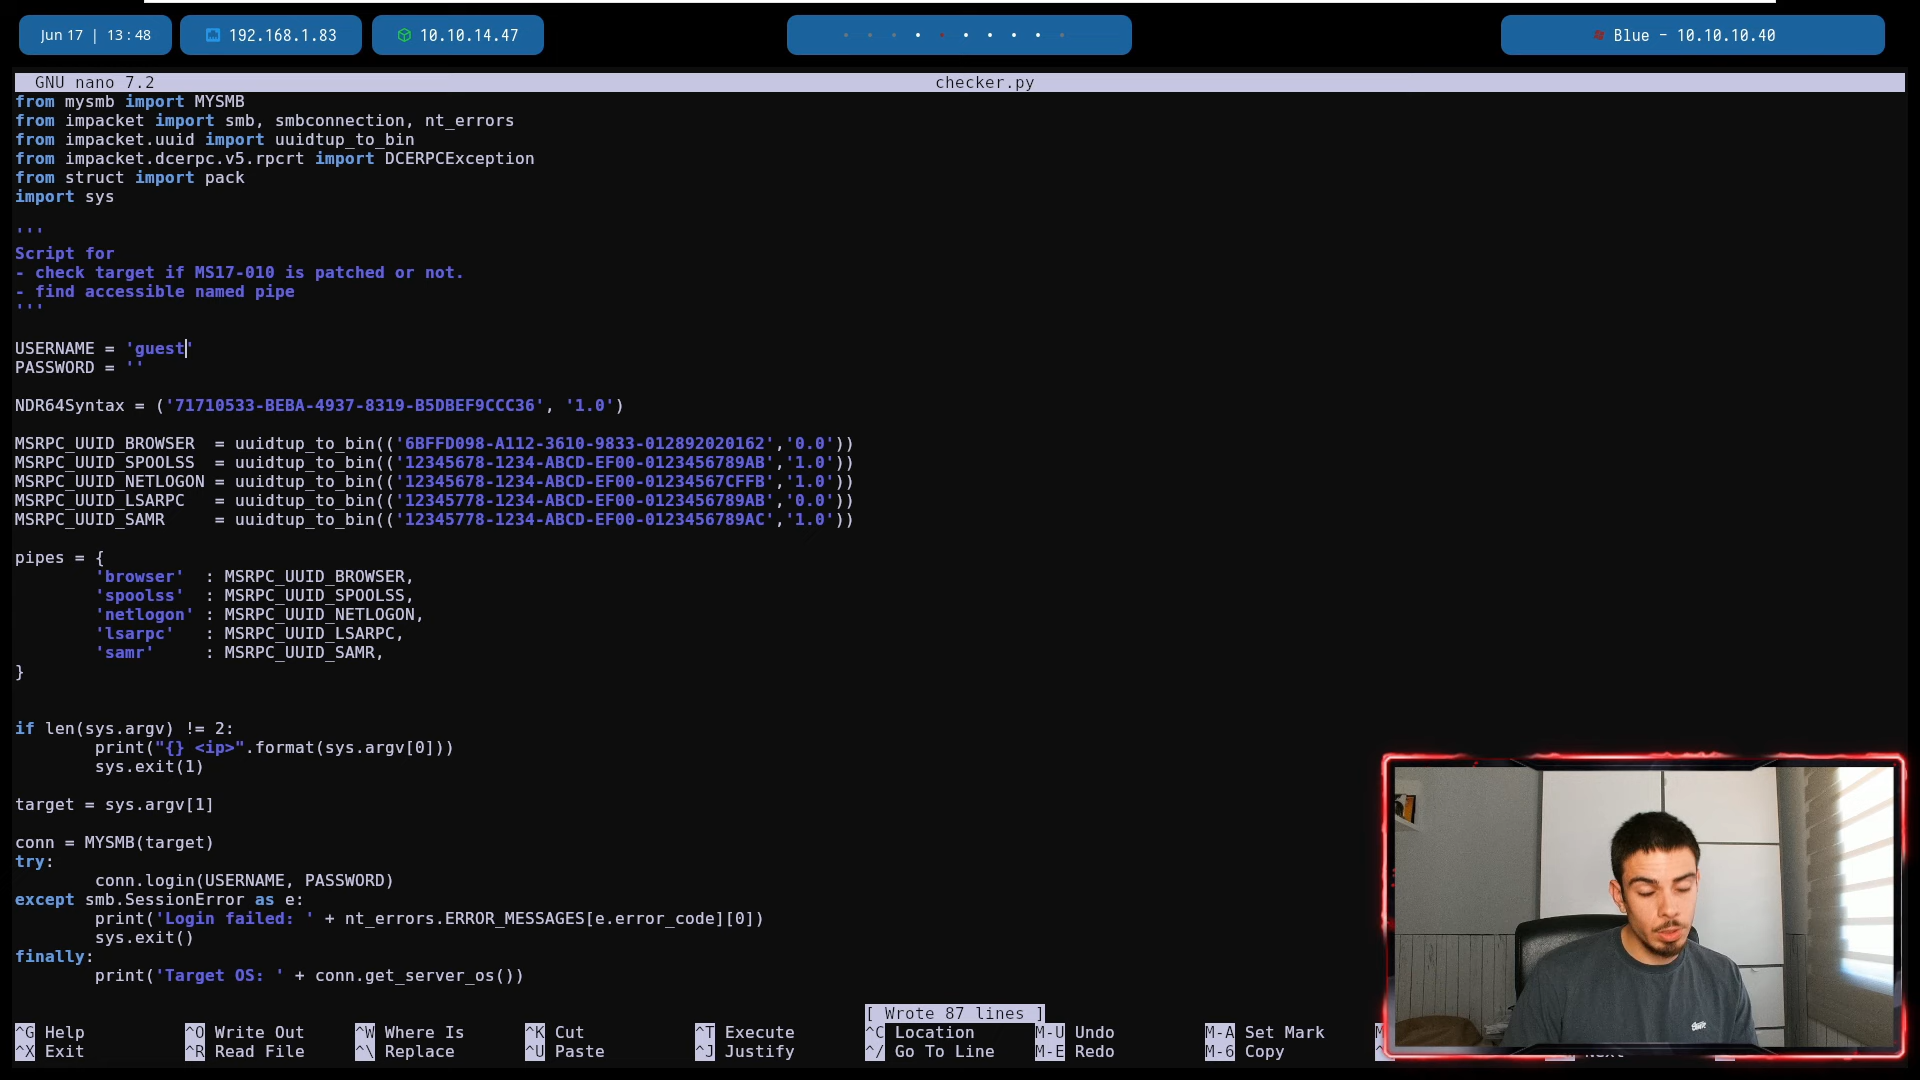 Jun 17 | 13:48
192.168.1.83
10.10.14.47
Blue - 10.10.10.40
GNU nano 7.2 checker.py
from mysmb import MYSMB
from impacket import smb, smbconnection, nt_errors
from impacket.uuid import uuidtup_to_bin
from impacket.dcerpc.v5.rpcrt import DCERPCException
from struct import pack
import sys
'''
Script for
- check target if MS17-010 is patched or not.
- find accessible named pipe
'''
USERNAME = 'guest'
PASSWORD = ''
NDR64Syntax = ('71710533-BEBA-4937-8319-B5DBEF9CCC36', '1.0')
MSRPC_UUID_BROWSER  = uuidtup_to_bin(('6BFFD098-A112-3610-9833-012892020162','0.0'))
MSRPC_UUID_SPOOLSS  = uuidtup_to_bin(('12345678-1234-ABCD-EF00-0123456789AB','1.0'))
MSRPC_UUID_NETLOGON = uuidtup_to_bin(('12345678-1234-ABCD-EF00-01234567CFFB','1.0'))
MSRPC_UUID_LSARPC   = uuidtup_to_bin(('12345778-1234-ABCD-EF00-0123456789AB','0.0'))
MSRPC_UUID_SAMR     = uuidtup_to_bin(('12345778-1234-ABCD-EF00-0123456789AC','1.0'))
pipes = {
        'browser'  : MSRPC_UUID_BROWSER,
        'spoolss'  : MSRPC_UUID_SPOOLSS,
        'netlogon' : MSRPC_UUID_NETLOGON,
        'lsarpc'   : MSRPC_UUID_LSARPC,
        'samr'     : MSRPC_UUID_SAMR,
}
if len(sys.argv) != 2:
        print("{} <ip>".format(sys.argv[0]))
        sys.exit(1)
target = sys.argv[1]
conn = MYSMB(target)
try:
        conn.login(USERNAME, PASSWORD)
except smb.SessionError as e:
        print('Login failed: ' + nt_errors.ERROR_MESSAGES[e.error_code][0])
        sys.exit()
finally:
        print('Target OS: ' + conn.get_server_os())
[ Wrote 87 lines ]
^G Help ^O Write Out ^W Where Is ^K Cut ^T Execute ^C Location M-U Undo M-A Set Mark
^X Exit ^R Read File ^\ Replace ^U Paste ^J Justify ^/ Go To Line M-E Redo M-6 Copy